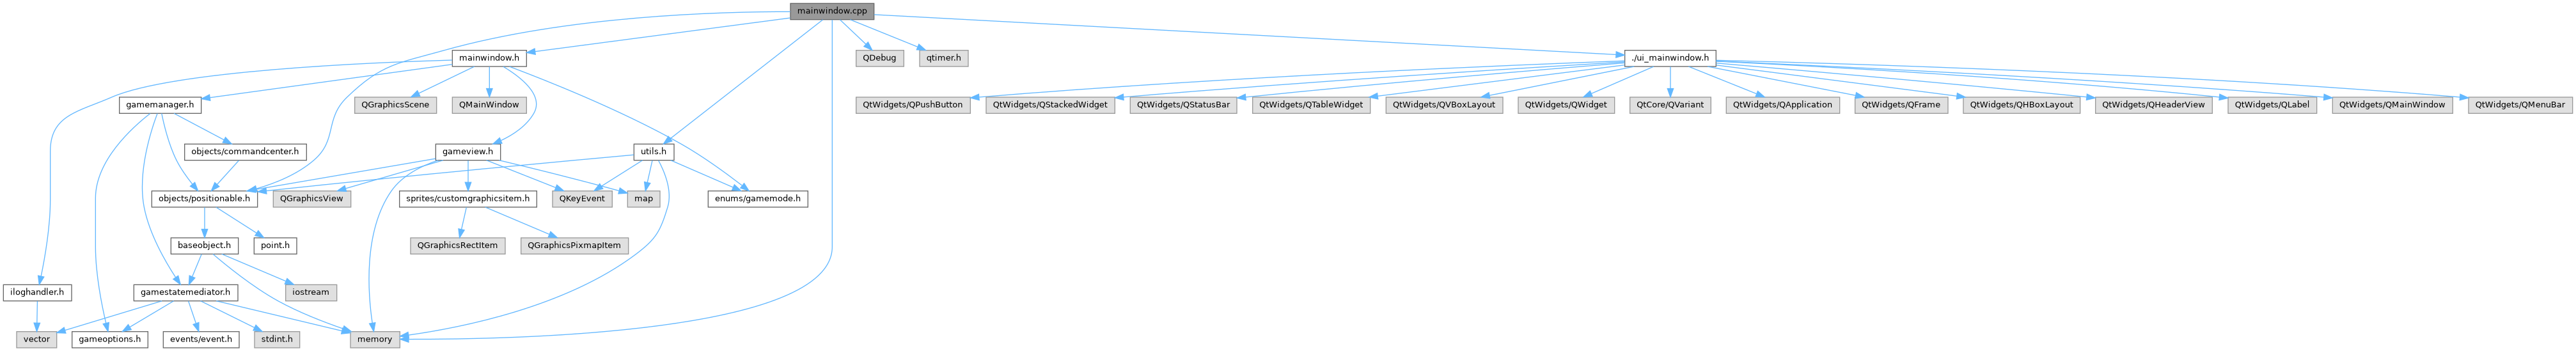 mainwindow.cpp
mainwindow.h
QDebug
qtimer.h
./ui_mainwindow.h
gamemanager.h
QGraphicsScene
QMainWindow
QtWidgets/QPushButton
QtWidgets/QStackedWidget
QtWidgets/QStatusBar
QtWidgets/QTableWidget
QtWidgets/QVBoxLayout
QtWidgets/QWidget
QtCore/QVariant
QtWidgets/QApplication
QtWidgets/QFrame
QtWidgets/QHBoxLayout
QtWidgets/QHeaderView
QtWidgets/QLabel
QtWidgets/QMainWindow
QtWidgets/QMenuBar
objects/commandcenter.h
gameview.h
utils.h
objects/positionable.h
QGraphicsView
sprites/customgraphicsitem.h
QKeyEvent
map
enums/gamemode.h
baseobject.h
point.h
QGraphicsRectItem
QGraphicsPixmapItem
iloghandler.h
gamestatemediator.h
iostream
vector
gameoptions.h
events/event.h
stdint.h
memory